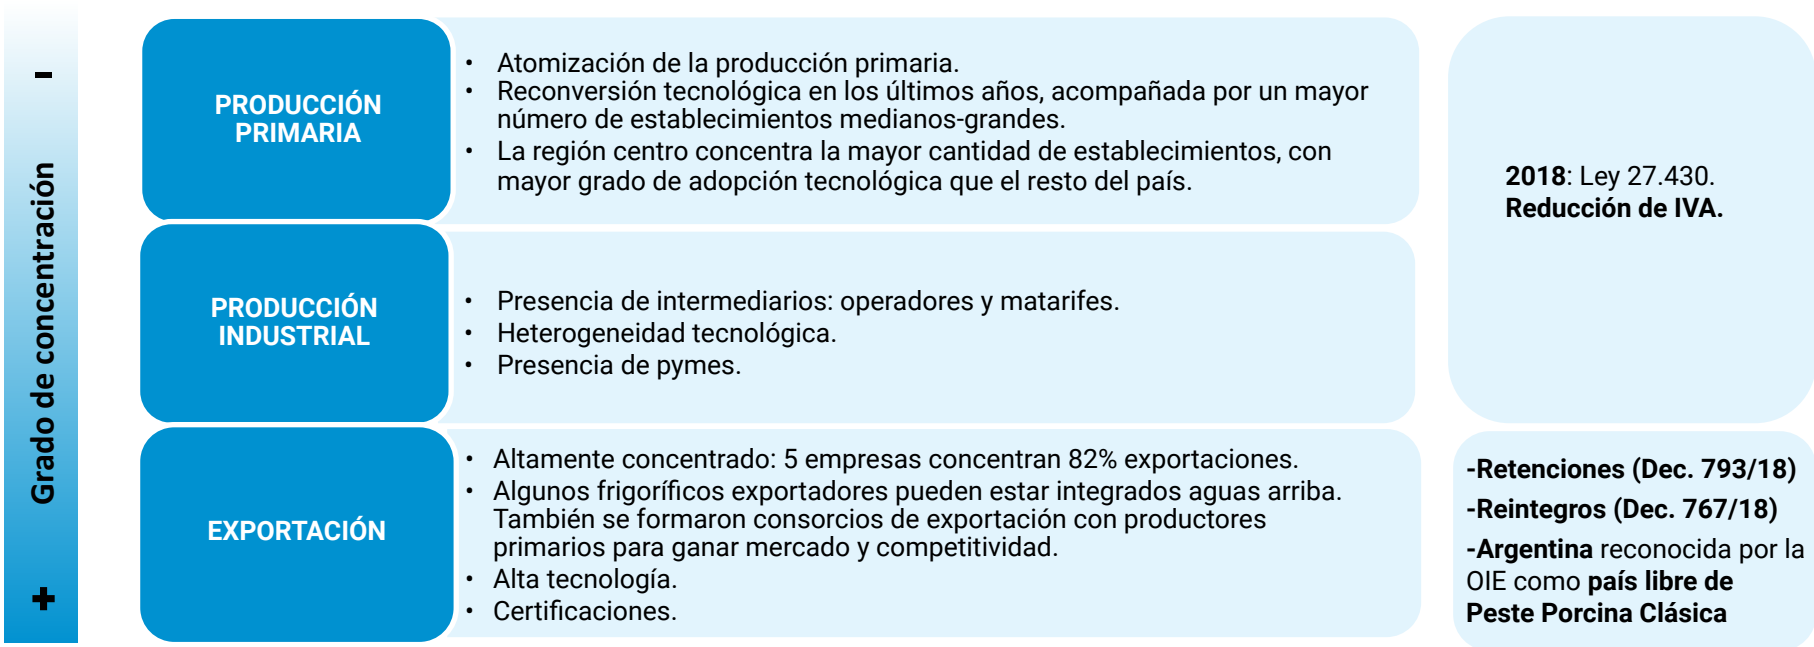 -
Grado de concentración
+
PRODUCCIÓN
PRIMARIA
• Atomización de la producción primaria.
• Reconversión tecnológica en los últimos años, acompañada por un mayor
número de establecimientos medianos-grandes.
• La región centro concentra la mayor cantidad de establecimientos, con
mayor grado de adopción tecnológica que el resto del país.
2018: Ley 27.430.
Reducción de IVA.
PRODUCCIÓN
INDUSTRIAL
• Presencia de intermediarios: operadores y matarifes.
• Heterogeneidad tecnológica.
• Presencia de pymes.
EXPORTACIÓN
• Altamente concentrado: 5 empresas concentran 82% exportaciones.
• Algunos frigoríficos exportadores pueden estar integrados aguas arriba.
También se formaron consorcios de exportación con productores
primarios para ganar mercado y competitividad.
• Alta tecnología.
• Certificaciones.
-Retenciones (Dec. 793/18)
-Reintegros (Dec. 767/18)
-Argentina reconocida por la
OIE como país libre de
Peste Porcina Clásica